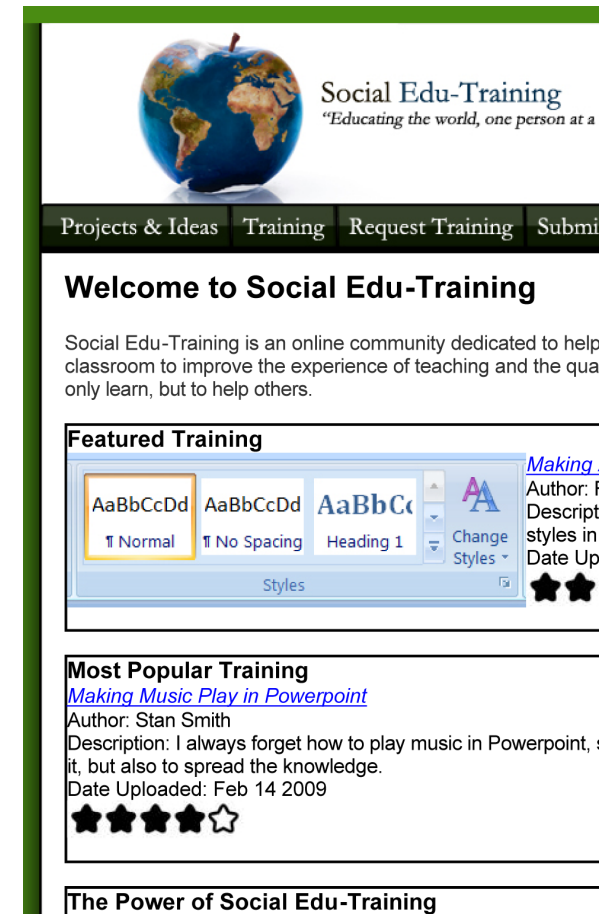 Social Edu-Training
“Educating the world, one person at a
Projects & Ideas Training Request Training
Welcome to Social Edu-Training
Social Edu-Training is an online community dedicated to help
classroom to improve the experience of teaching and the
only learn, but to help others.
Featured Training
AaBbCcDd AaBbCcDd AaBbC
¶ Normal ¶ No Spacing Heading 1
Change
Styles
Styles
Making
Author:
styles in
Date
Most Popular Training
Making Music Play in Powerpoint
Author: Stan Smith
Description: I always forget how to play music in Powerpoint,
it, but also to spread the knowledge.
Date Uploaded: Feb 14 2009
The Power of Social Edu-Training